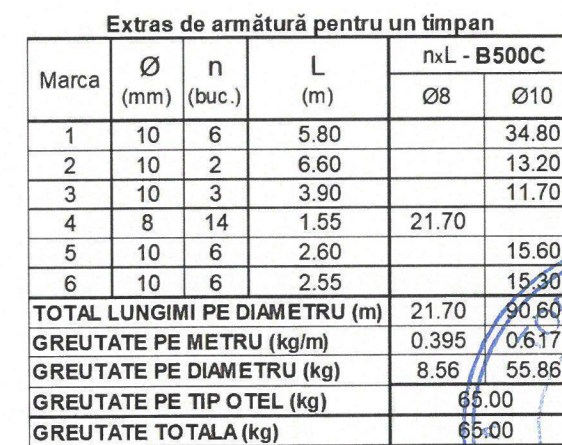 Extras de armătură pentru un timpan
Marca Ø (mm) n (buc.) L (m) nxL - B500C
Ø8 Ø10
1 10 6 5.80 34.80
2 10 2 6.60 13.20
3 10 3 3.90 11.70
4 8 14 1.55 21.70
5 10 6 2.60 15.60
6 10 6 2.55 15.30
TOTAL LUNGIMI PE DIAMETRU (m) 21.70 90.60
GREUTATE PE METRU (kg/m) 0.395 0.617
GREUTATE PE DIAMETRU (kg) 8.56 55.86
GREUTATE PE TIP OTEL (kg) 65.00
GREUTATE TOTALA (kg) 65.00